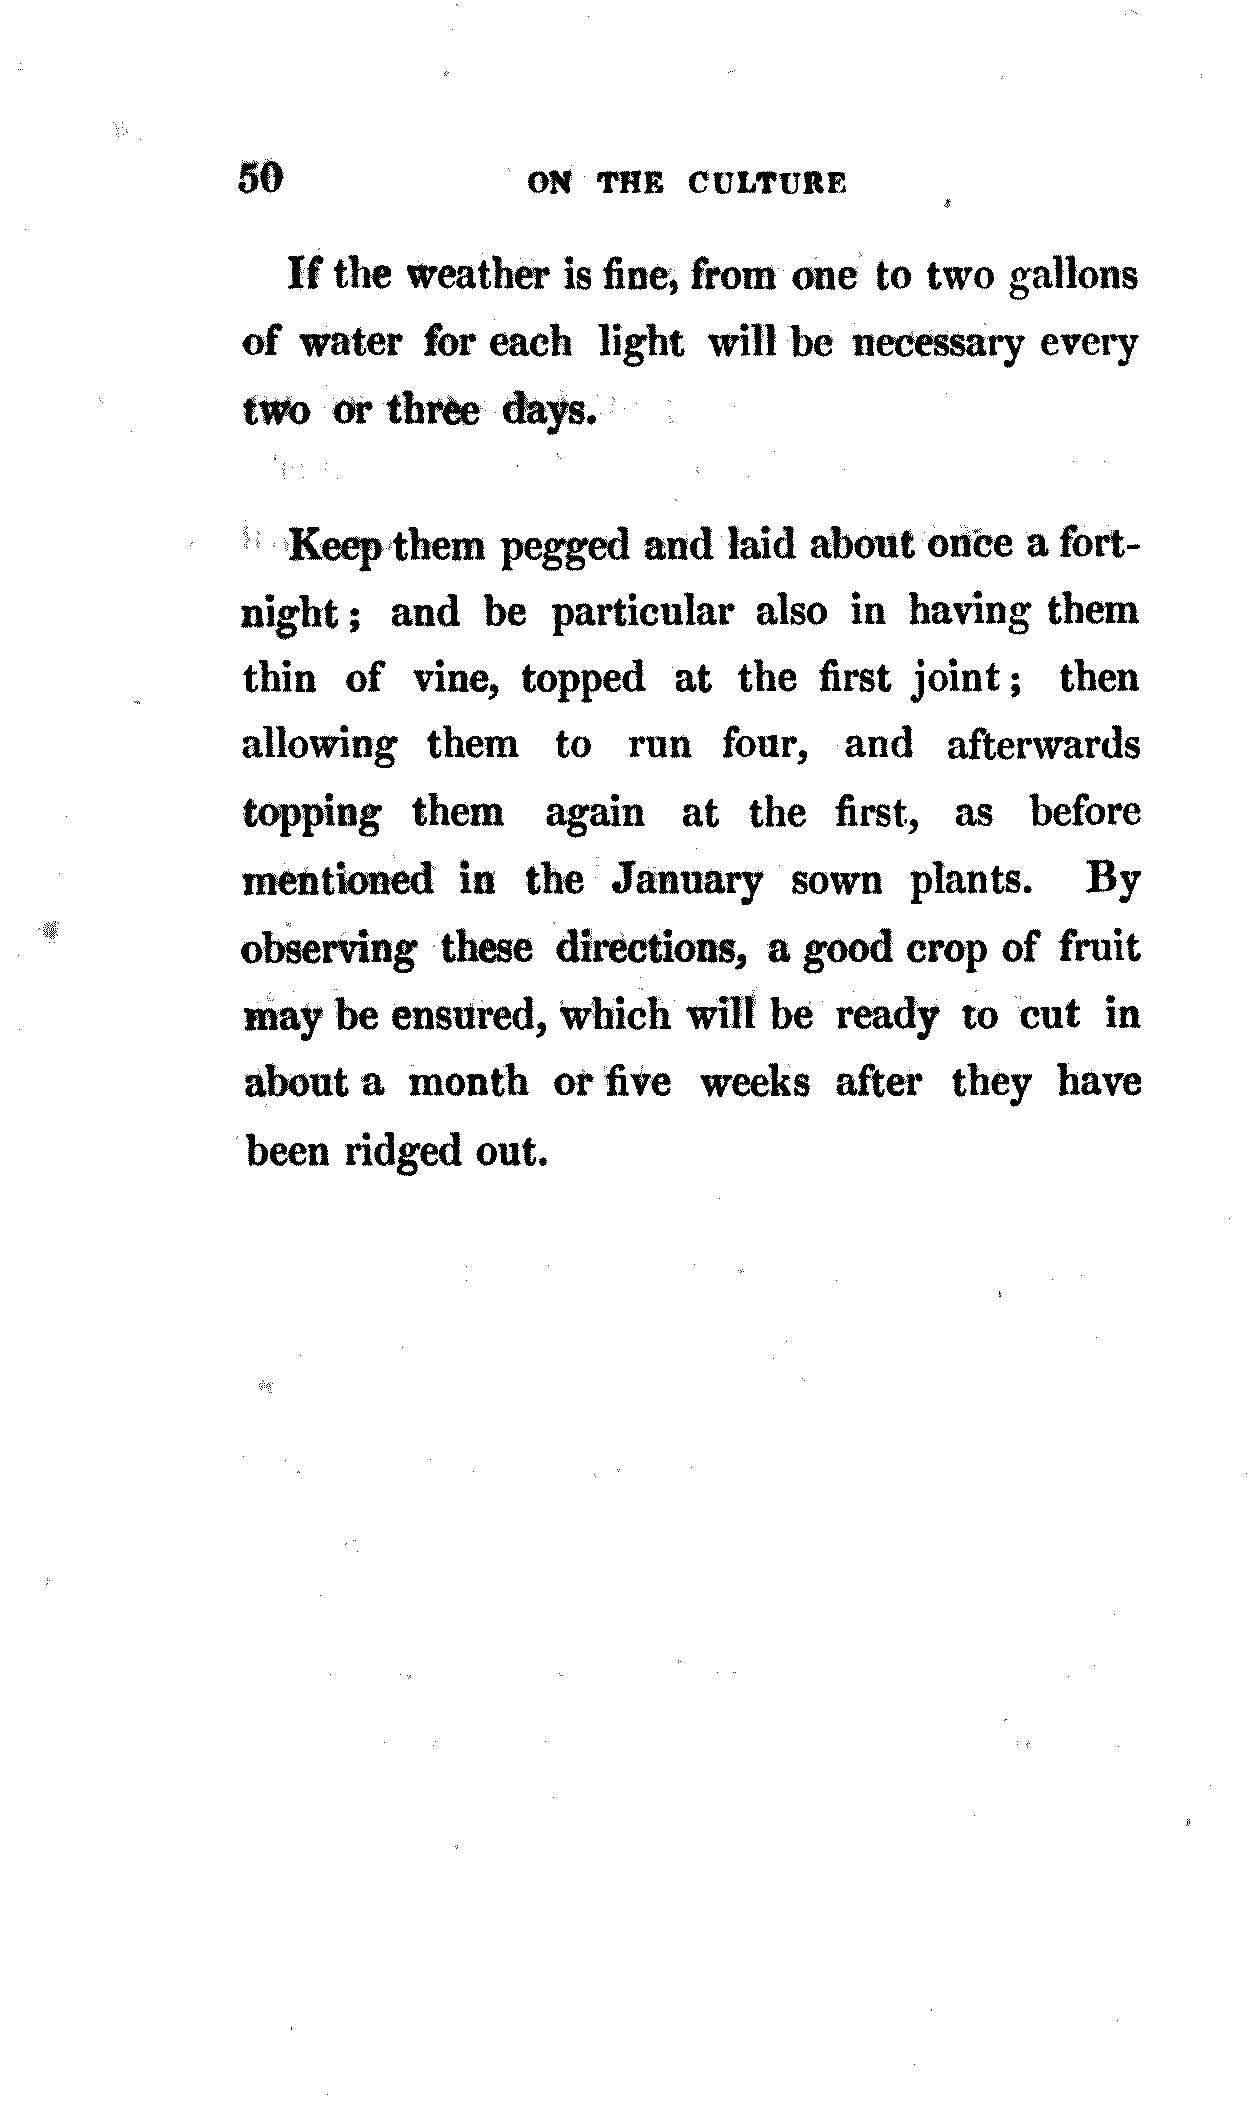 50 ON THE CULTURE
If the weather is fine, from one to two gallons
of water for each light will be necessary every
two or three days.
Keep them pegged and laid about once a fort-
night; and be particular also in having them
thin of vine, topped at the first joint; then
allowing them to run four, and afterwards
topping them again at the first, as before
mentioned in the January sown plants. By
observing these directions, a good crop of fruit
may be ensured, which will be ready to cut in
about a month or five weeks after they have
been ridged out.